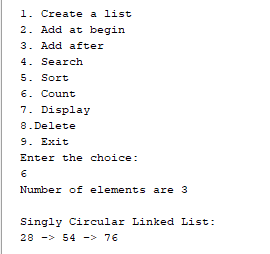 1. Create a list
2. Add at begin
3. Add after
4. Search
5. Sort
6. Count
7. Display
8.Delete
9. Exit
Enter the choice:
6
Number of elements are 3
Singly Circular Linked List:
28 -> 54 -> 76